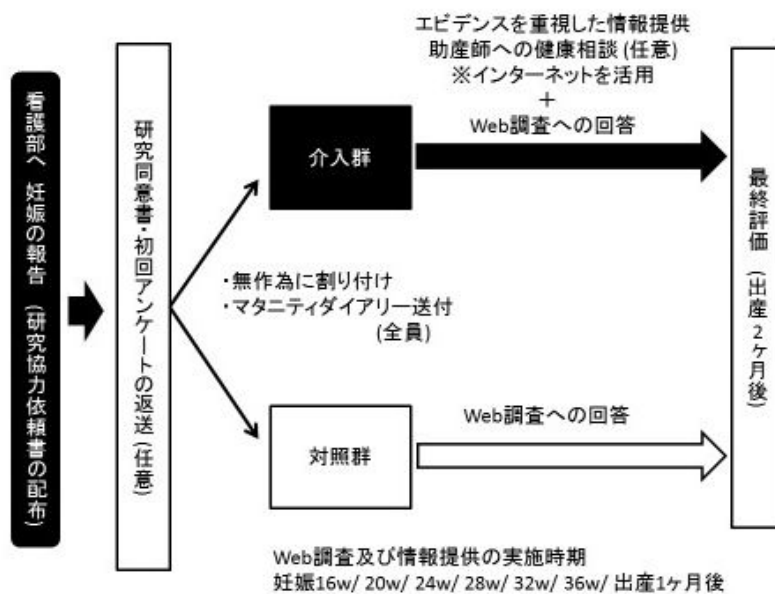 看護部へ 妊娠の報告 (研究協力依頼書の配布)
研究同意書・初回アンケートの返送 (任意)
エビデンスを重視した情報提供
助産師への健康相談 (任意)
※インターネットを活用
+
Web調査への回答
介入群
・無作為に割り付け
・マタニティダイアリー送付
(全員)
Web調査への回答
対照群
最終評価 (出産2ヶ月後)
Web調査及び情報提供の実施時期
妊娠16w/ 20w/ 24w/ 28w/ 32w/ 36w/ 出産1ヶ月後